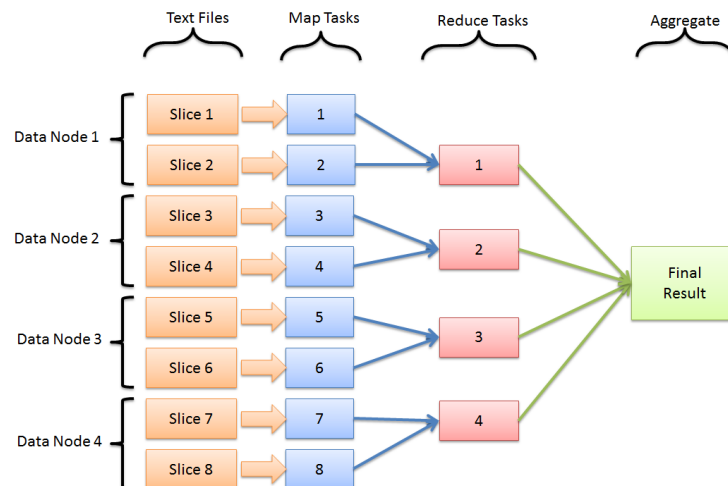 Text Files
Map Tasks
Reduce Tasks
Aggregate
Data Node 1
Slice 1
1
Slice 2
2
1
Data Node 2
Slice 3
3
Slice 4
4
2
Data Node 3
Slice 5
5
Slice 6
6
3
Data Node 4
Slice 7
7
Slice 8
8
4
Final
Result